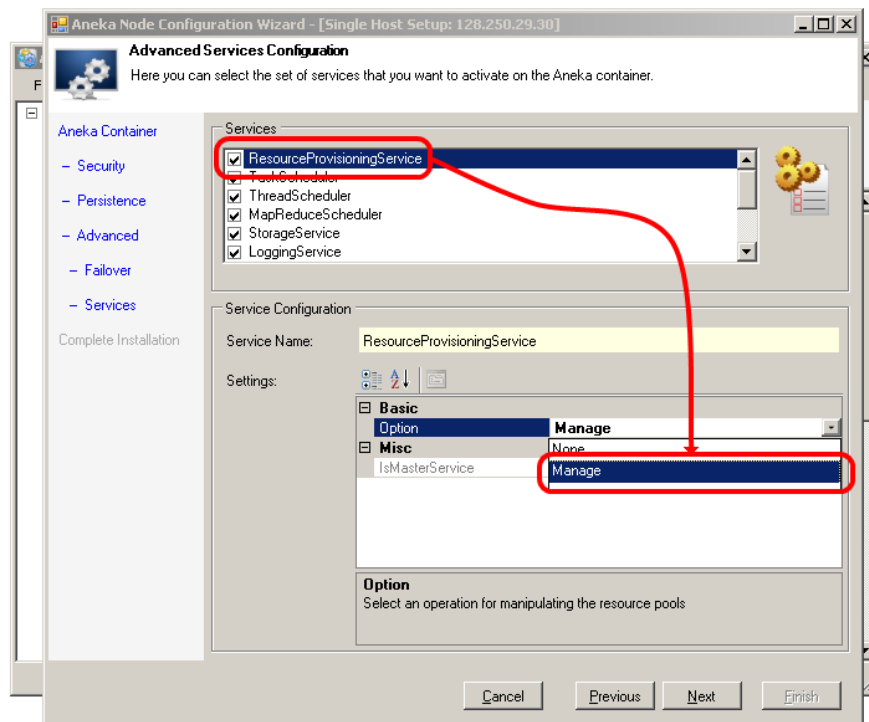 Aneka Node Configuration Wizard - [Single Host Setup: 128.250.29.30]
Advanced Services Configuration
Here you can select the set of services that you want to activate on the Aneka container.
F
Aneka Container
– Security
– Persistence
– Advanced
– Failover
– Services
Complete Installation
Services
ResourceProvisioningService
TaskScheduler
ThreadScheduler
MapReduceScheduler
StorageService
LoggingService
Service Configuration
Service Name: ResourceProvisioningService
Settings:
Basic
Option Manage
Misc None
IsMasterService Manage
Option
Select an operation for manipulating the resource pools
Cancel Previous Next Finish